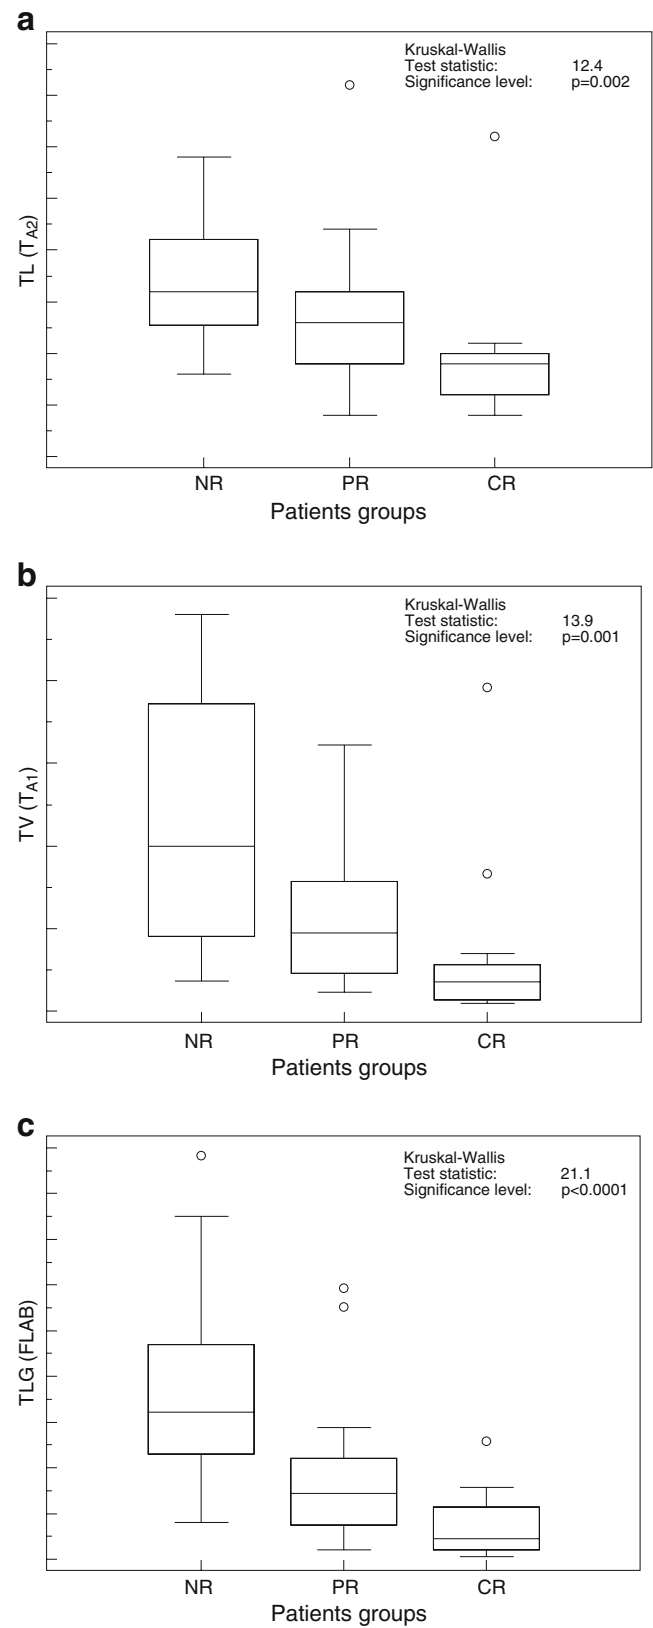 a
Kruskal-Wallis
Test statistic: 12.4
Significance level: p=0.002
TL (TA2)
NR PR CR
Patients groups
b
Kruskal-Wallis
Test statistic: 13.9
Significance level: p=0.001
TV (TA1)
NR PR CR
Patients groups
c
Kruskal-Wallis
Test statistic: 21.1
Significance level: p<0.0001
TLG (FLAB)
NR PR CR
Patients groups